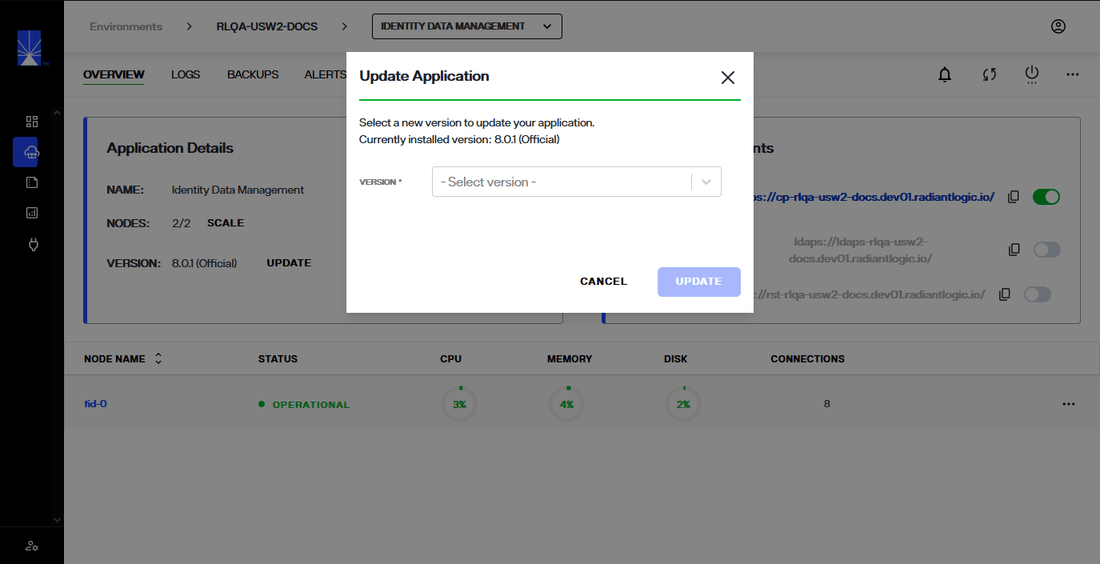 Environments > RLQA-USW2-DOCS > IDENTITY DATA MANAGEMENT
OVERVIEW LOGS BACKUPS ALERTS
Update Application
Select a new version to update your application.
Currently installed version: 8.0.1 (Official)
VERSION * - Select version -
CANCEL UPDATE
Application Details
NAME: Identity Data Management
NODES: 2/2 SCALE
VERSION: 8.0.1 (Official) UPDATE
nts
s://cp-rlqa-usw2-docs.dev01.radiantlogic.io/
ldaps://ldaps-rlqa-usw2-
docs.dev01.radiantlogic.io/
://rst-rlqa-usw2-docs.dev01.radiantlogic.io/
NODE NAME STATUS CPU MEMORY DISK CONNECTIONS
fid-0 OPERATIONAL 3% 4% 2% 8